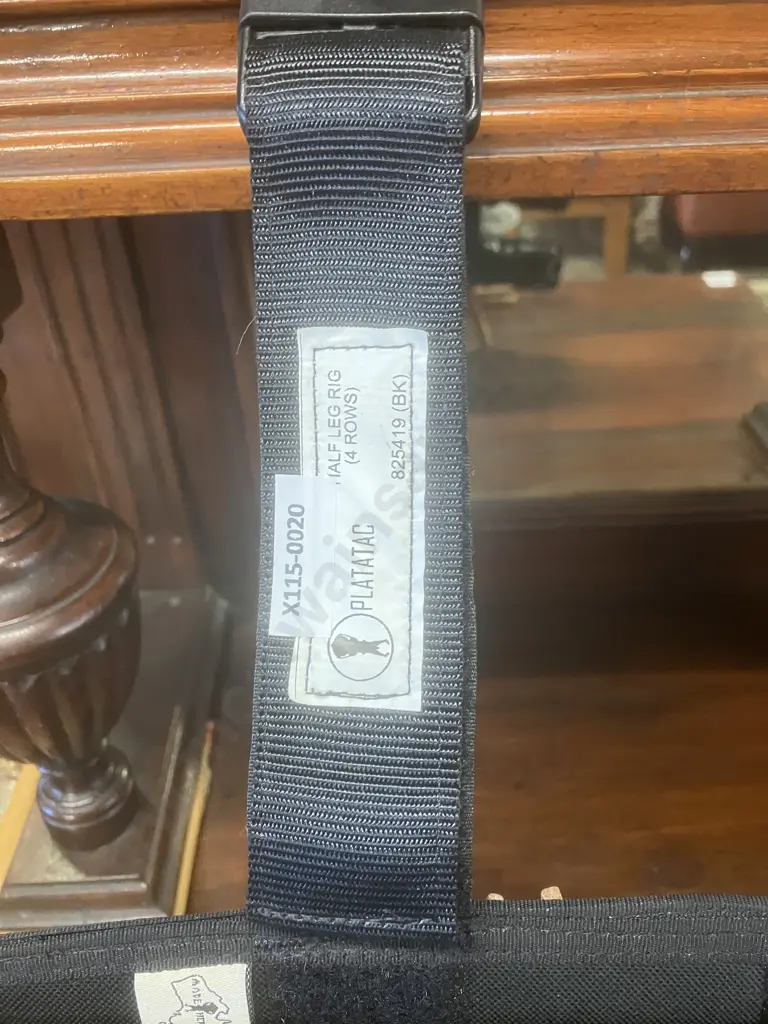 HALF LEG RIG
(4 ROWS)
825419 (BK)
PLATATAC
X115-0020